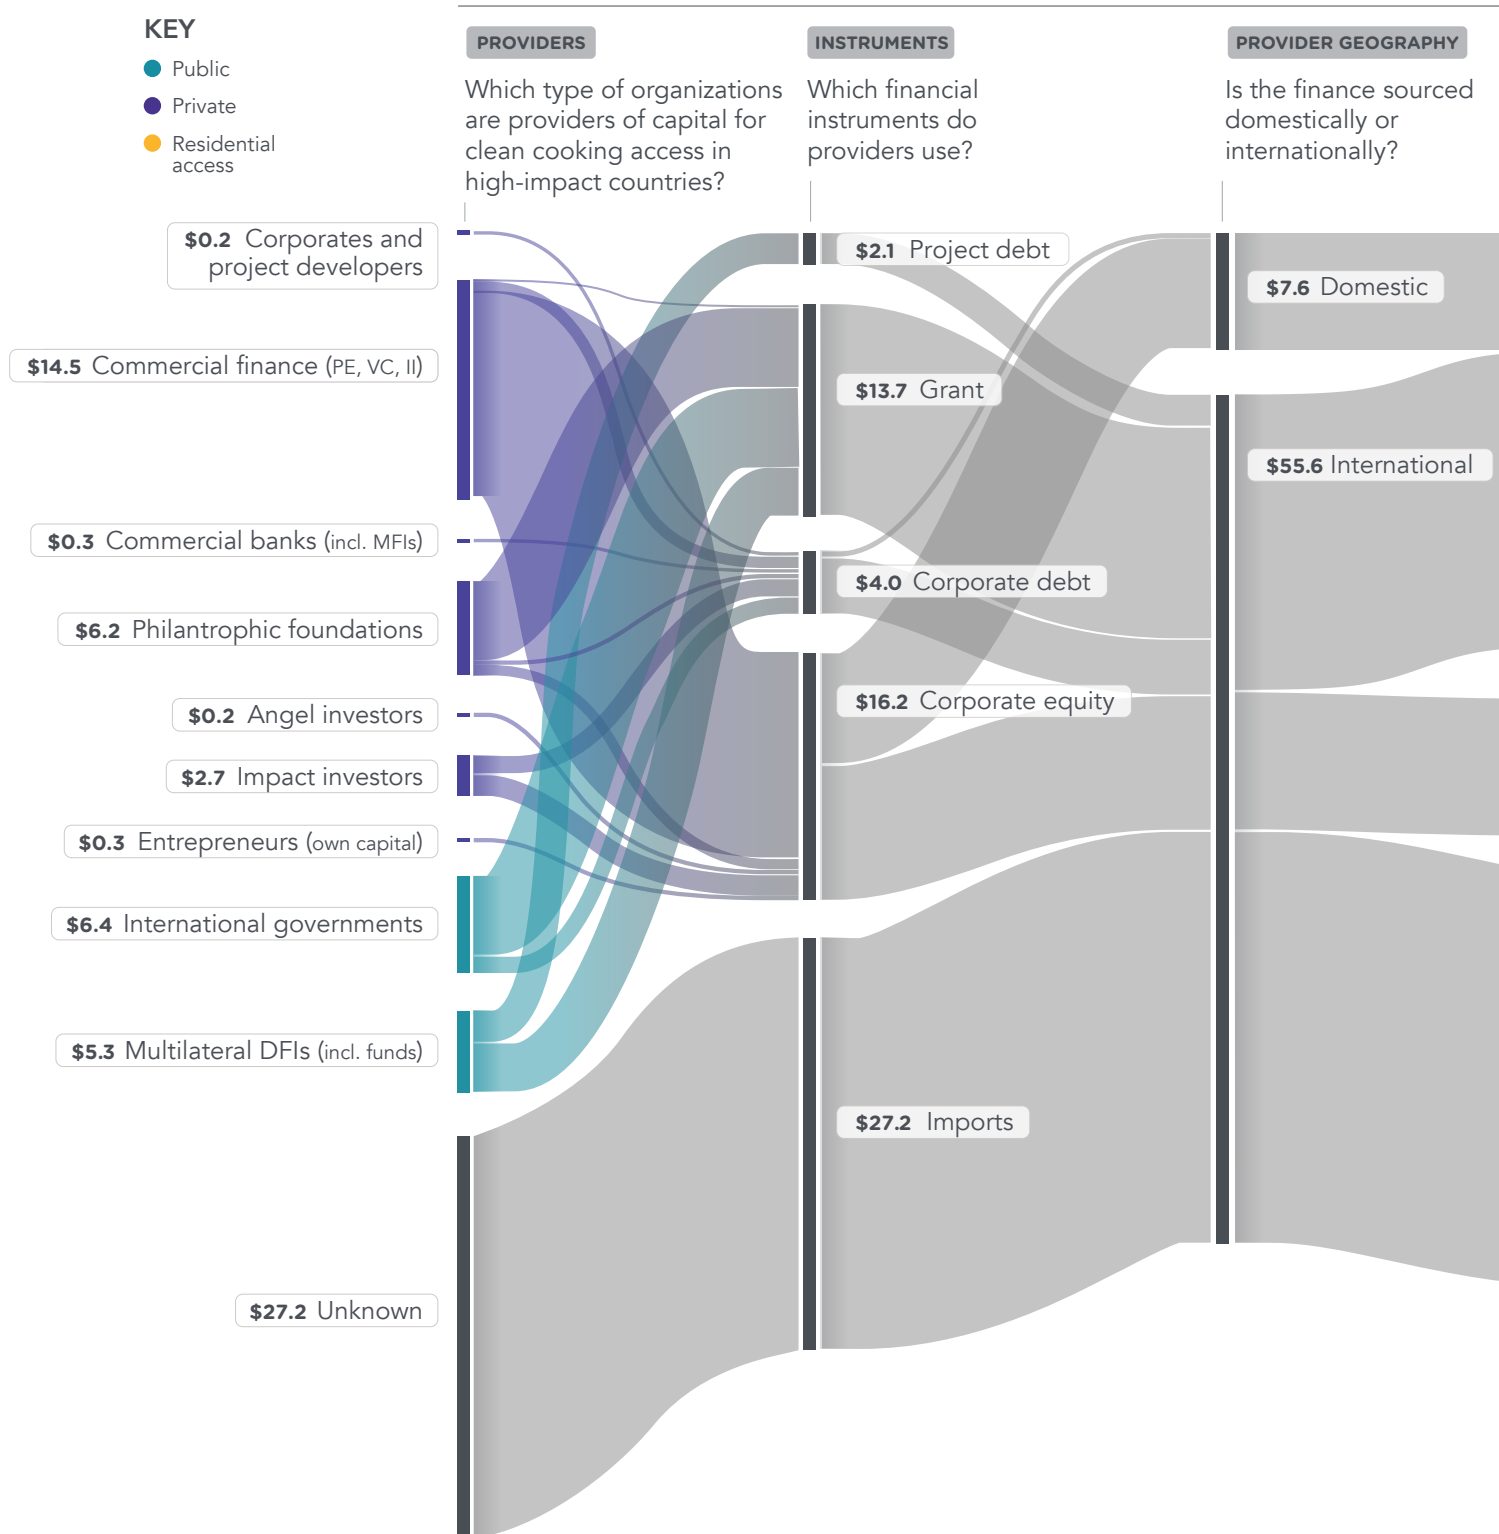 KEY
Public
Private
Residential
access
PROVIDERS
Which type of organizations
are providers of capital for
clean cooking access in
high-impact countries?
INSTRUMENTS
Which financial
instruments do
providers use?
PROVIDER GEOGRAPHY
Is the finance sourced
domestically or
internationally?
$0.2 Corporates and
project developers
$14.5 Commercial finance (PE, VC, II)
$0.3 Commercial banks (incl. MFIs)
$6.2 Philantrophic foundations
$0.2 Angel investors
$2.7 Impact investors
$0.3 Entrepreneurs (own capital)
$6.4 International governments
$5.3 Multilateral DFIs (incl. funds)
$27.2 Unknown
$2.1 Project debt
$13.7 Grant
$4.0 Corporate debt
$16.2 Corporate equity
$27.2 Imports
$7.6 Domestic
$55.6 International